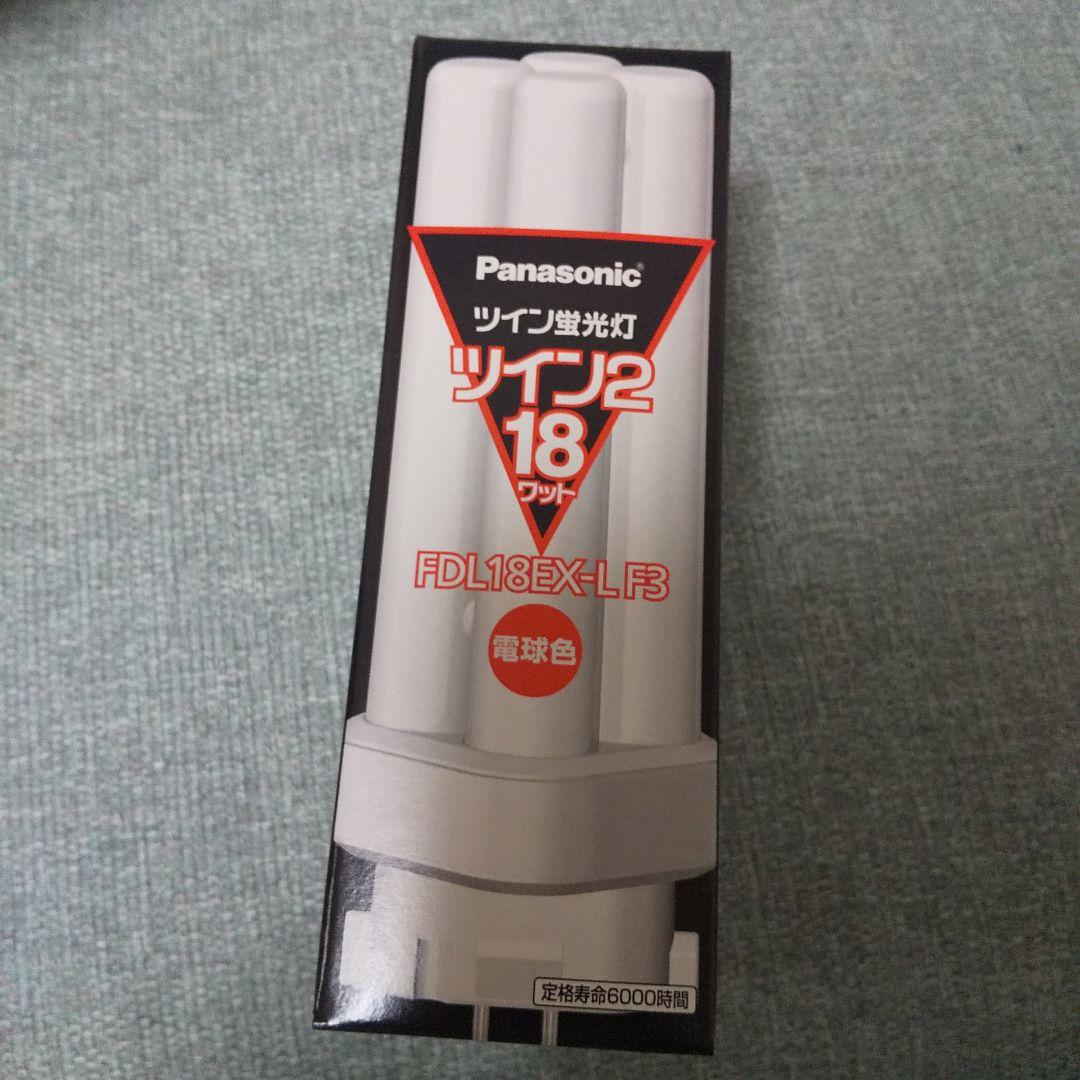 Panasonic®
ツイン蛍光灯
ツイン2
18
ワット
FDL18EX-L F3
電球色
定格寿命6000時間